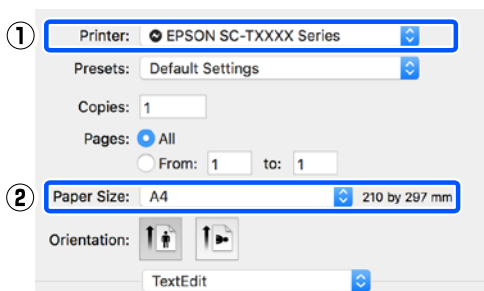 ① Printer: EPSON SC-TXXXX Series
Presets: Default Settings
Copies: 1
Pages: All
From: 1 to: 1
② Paper Size: A4 210 by 297 mm
Orientation:
TextEdit